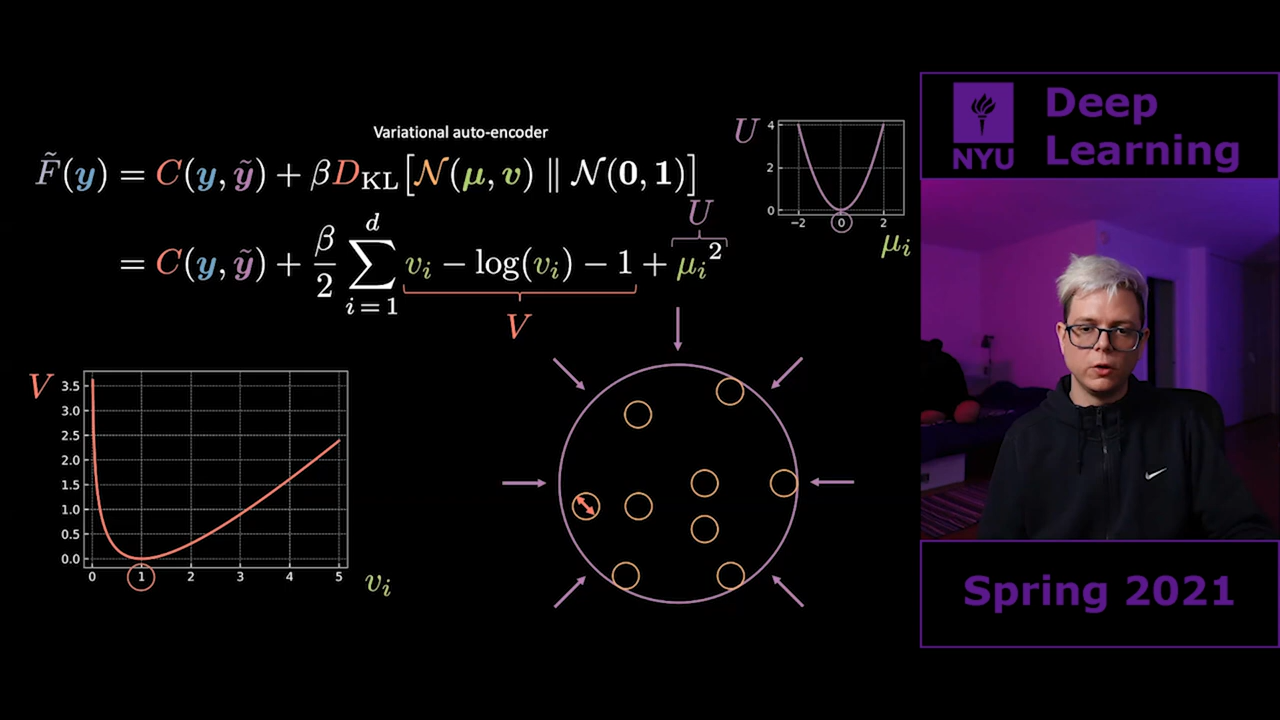 Variational auto-encoder
F̃(y) = C(y, ỹ) + βD_KL[𝒩(μ, v) ∥ 𝒩(0, 1)]
= C(y, ỹ) + β/2 ∑_{i=1}^{d} v_i − log(v_i) − 1 + μ_i²
U
V
U
4
2
0
−2 0 2
μ_i
V
3.5
3.0
2.5
2.0
1.5
1.0
0.5
0.0
0 1 2 3 4 5
v_i
NYU
Deep
Learning
Spring 2021